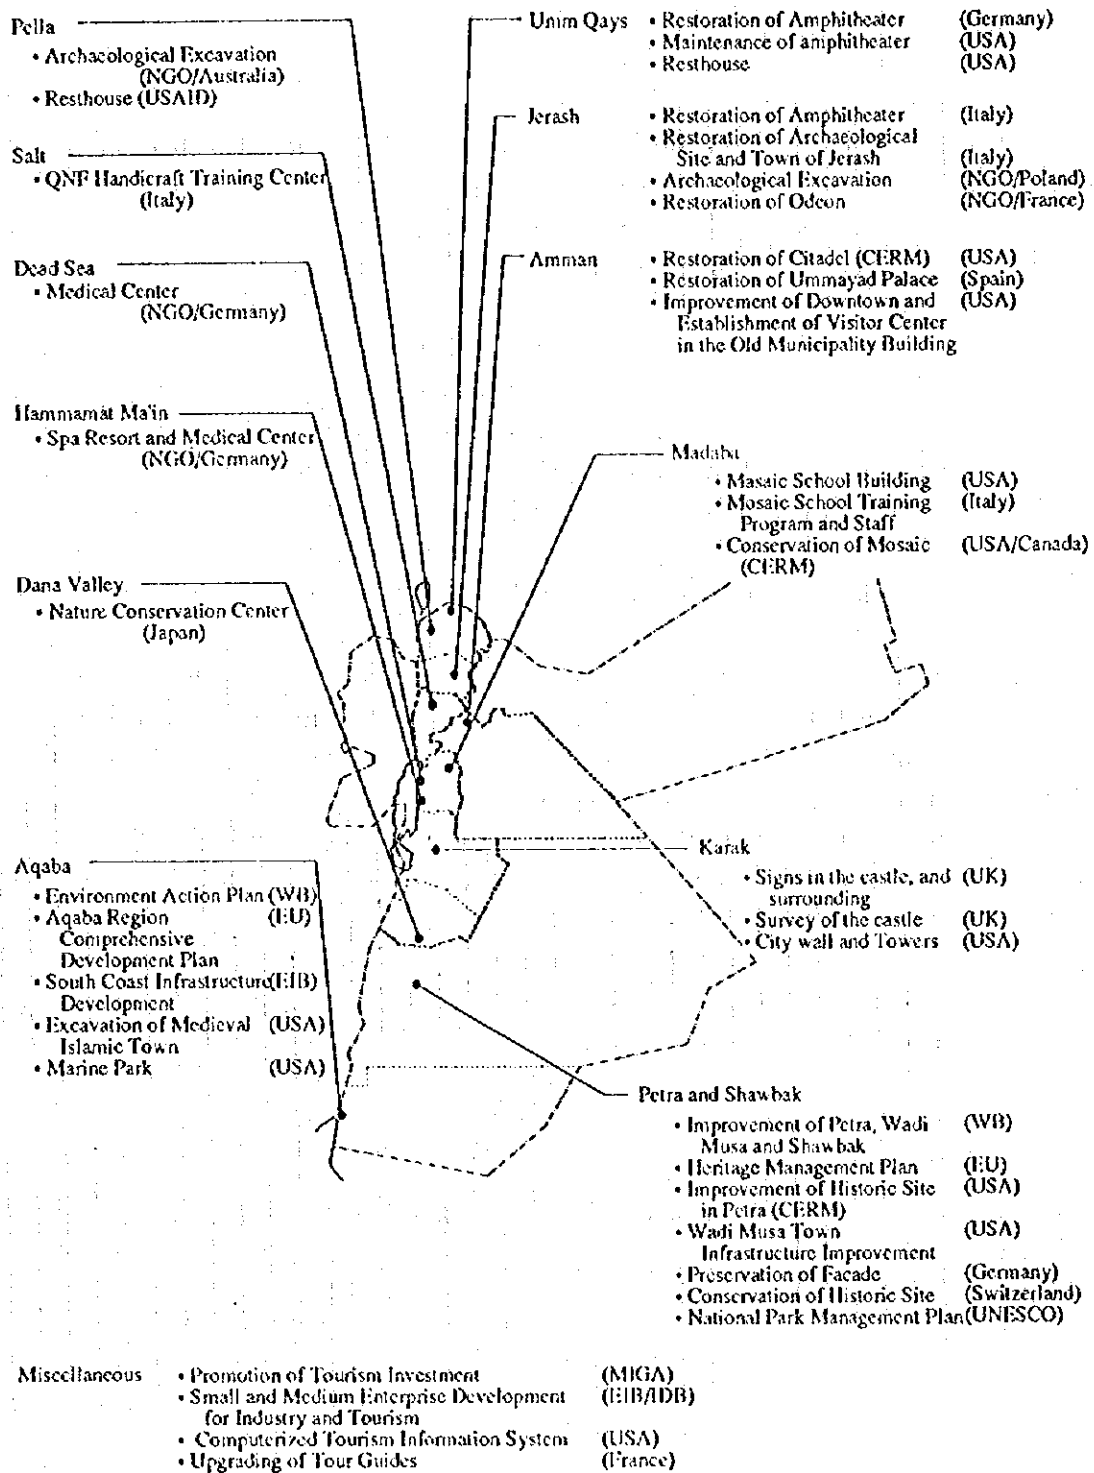 Pella
• Archaeological Excavation
(NGO/Australia)
• Resthouse (USAID)
Salt
• QNF Handicraft Training Center
(Italy)
Dead Sea
• Medical Center
(NGO/Germany)
Hammamat Ma'in
• Spa Resort and Medical Center
(NGO/Germany)
Dana Valley
• Nature Conservation Center
(Japan)
Aqaba
• Environment Action Plan (WB)
• Aqaba Region (EU)
Comprehensive
Development Plan
• South Coast Infrastructure (EIB)
Development
• Excavation of Medieval (USA)
Islamic Town
• Marine Park (USA)
Umm Qays • Restoration of Amphitheater (Germany)
• Maintenance of amphitheater (USA)
• Resthouse (USA)
Jerash • Restoration of Amphitheater (Italy)
• Restoration of Archaeological
Site and Town of Jerash (Italy)
• Archaeological Excavation (NGO/Poland)
• Restoration of Odeon (NGO/France)
Amman • Restoration of Citadel (CERM) (USA)
• Restoration of Ummayad Palace (Spain)
• Improvement of Downtown and (USA)
Establishment of Visitor Center
in the Old Municipality Building
Madaba
• Masaic School Building (USA)
• Mosaic School Training (Italy)
Program and Staff
• Conservation of Mosaic (USA/Canada)
(CERM)
Karak
• Signs in the castle, and (UK)
surrounding
• Survey of the castle (UK)
• City wall and Towers (USA)
Petra and Shawbak
• Improvement of Petra, Wadi (WB)
Musa and Shawbak
• Heritage Management Plan (EU)
• Improvement of Historic Site (USA)
in Petra (CERM)
• Wadi Musa Town (USA)
Infrastructure Improvement
• Preservation of Facade (Germany)
• Conservation of Historic Site (Switzerland)
• National Park Management Plan (UNESCO)
Miscellaneous • Promotion of Tourism Investment (MIGA)
• Small and Medium Enterprise Development (EIB/IDB)
for Industry and Tourism
• Computerized Tourism Information System (USA)
• Upgrading of Tour Guides (France)